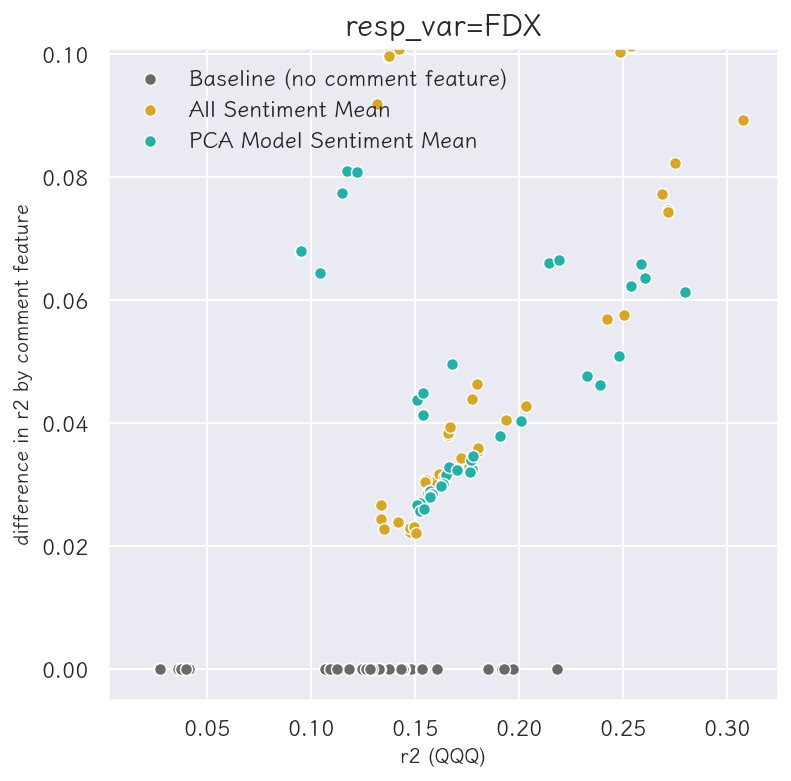 resp_var=FDX
0.10
Baseline (no comment feature)
All Sentiment Mean
PCA Model Sentiment Mean
0.08
0.06
0.04
0.02
0.00
difference in r2 by comment feature
0.05 0.10 0.15 0.20 0.25 0.30
r2 (QQQ)